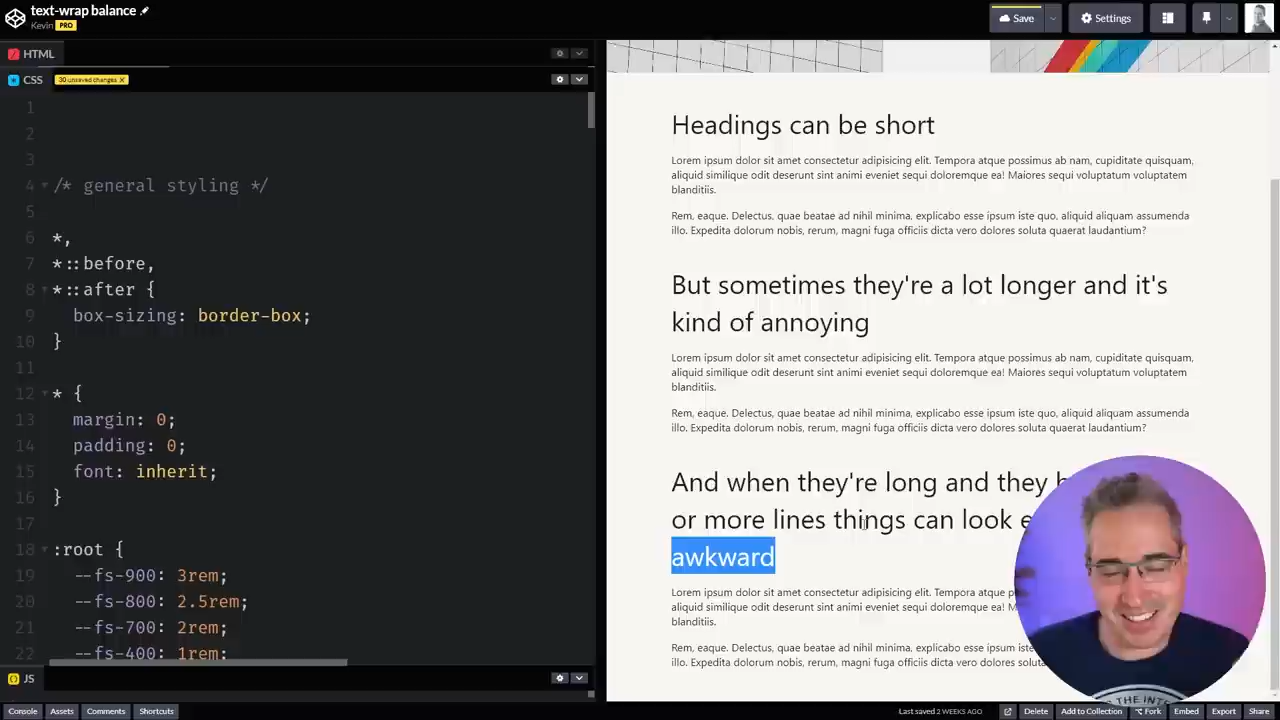 text-wrap balance
Kevin PRO
Save
Settings
HTML
CSS
30 unsaved changes X
1
2
3
4 /* general styling */
5
6 *,
7 *::before,
8 *::after {
9 box-sizing: border-box;
10 }
11
12 * {
13 margin: 0;
14 padding: 0;
15 font: inherit;
16 }
17
18 :root {
19 --fs-900: 3rem;
20 --fs-800: 2.5rem;
21 --fs-700: 2rem;
22 --fs-400: 1rem;
JS
Headings can be short
Lorem ipsum dolor sit amet consectetur adipisicing elit. Tempora atque possimus ab nam, cupiditate quisquam,
aliquid similique odit deserunt sint animi eveniet sequi doloremque ea! Maiores sequi voluptatum voluptatem
blanditiis.
Rem, eaque. Delectus, quae beatae ad nihil minima, explicabo esse ipsum iste quo, aliquid aliquam assumenda
illo. Expedita dolorum nobis, rerum, magni fuga officiis dicta vero dolores soluta quaerat laudantium?
But sometimes they're a lot longer and it's
kind of annoying
Lorem ipsum dolor sit amet consectetur adipisicing elit. Tempora atque possimus ab nam, cupiditate quisquam,
aliquid similique odit deserunt sint animi eveniet sequi doloremque ea! Maiores sequi voluptatum voluptatem
blanditiis.
Rem, eaque. Delectus, quae beatae ad nihil minima, explicabo esse ipsum iste quo, aliquid aliquam assumenda
illo. Expedita dolorum nobis, rerum, magni fuga officiis dicta vero dolores soluta quaerat laudantium?
And when they're long and they
or more lines things can look
awkward
Lorem ipsum dolor sit amet consectetur adipisicing elit. Tempora atque
aliquid similique odit deserunt sint animi eveniet sequi doloremque ea!
blanditiis.
Rem, eaque. Delectus, quae beatae ad nihil minima, explicabo esse ipsum
illo. Expedita dolorum nobis, rerum, magni fuga officiis dicta vero dolores
THE INT
Console
Assets
Comments
Shortcuts
Last saved 2 WEEKS AGO
Delete
Add to Collection
Fork
Embed
Export
Share